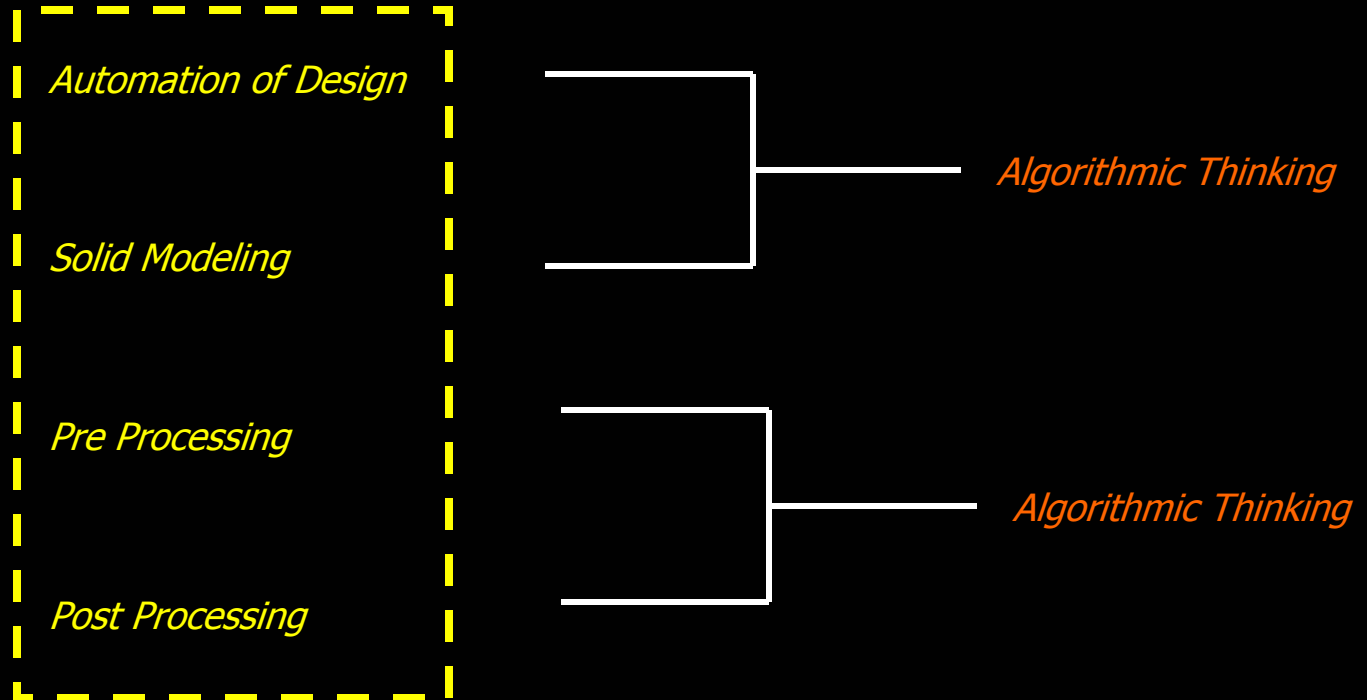 Automation of Design
Algorithmic Thinking
Solid Modeling
Pre Processing
Algorithmic Thinking
Post Processing